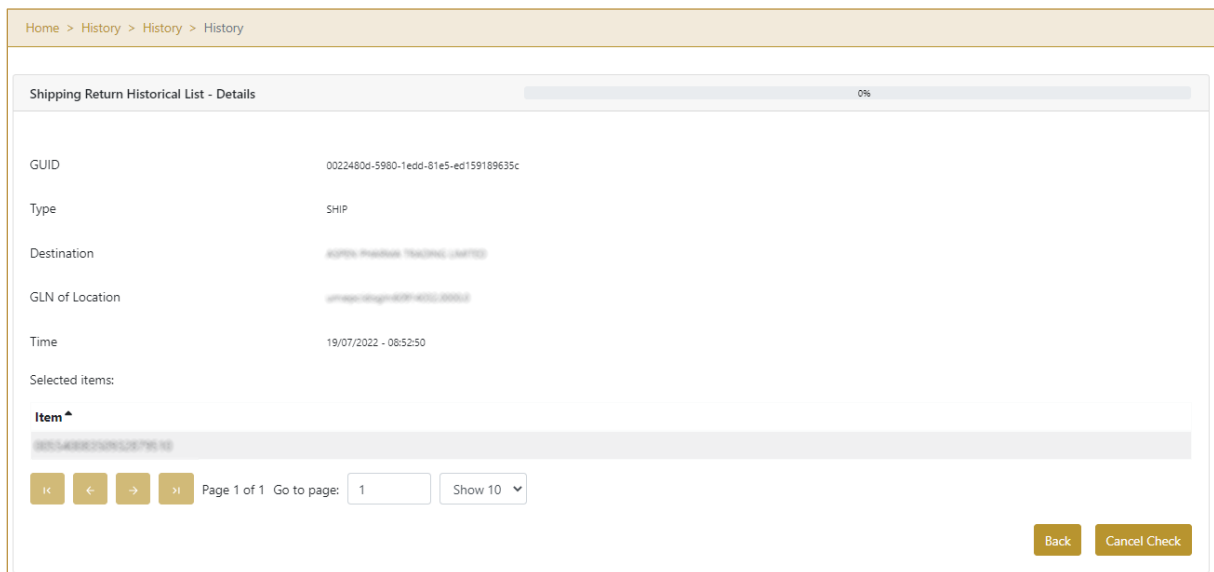 Home > History > History > History
Shipping Return Historical List - Details 0%
GUID 0022480d-5980-1edd-81e5-ed159189635c
Type SHIP
Destination
GLN of Location
Time 19/07/2022 - 08:52:50
Selected items:
Item
Page 1 of 1 Go to page: 1 Show 10
Back Cancel Check